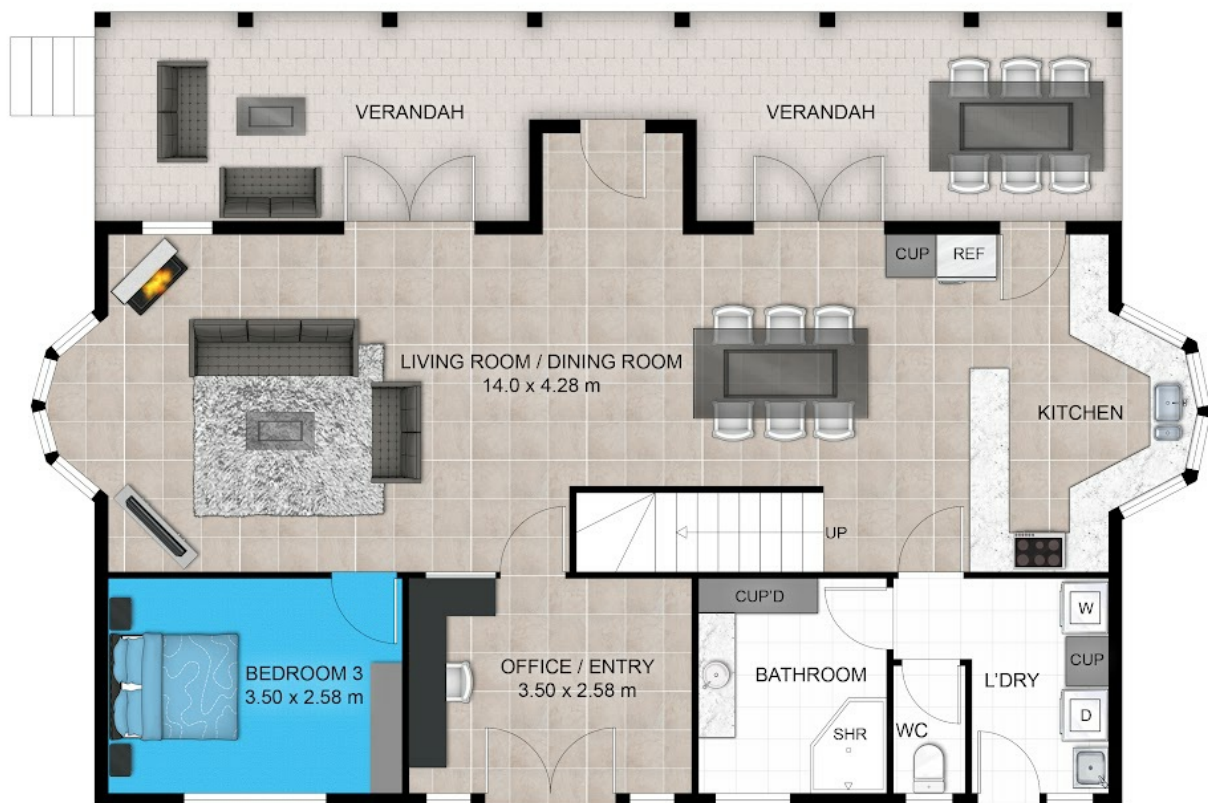 VERANDAH
VERANDAH
CUP
REF
LIVING ROOM / DINING ROOM
14.0 x 4.28 m
KITCHEN
UP
CUP'D
W
CUP
D
BEDROOM 3
3.50 x 2.58 m
OFFICE / ENTRY
3.50 x 2.58 m
BATHROOM
L'DRY
SHR
WC